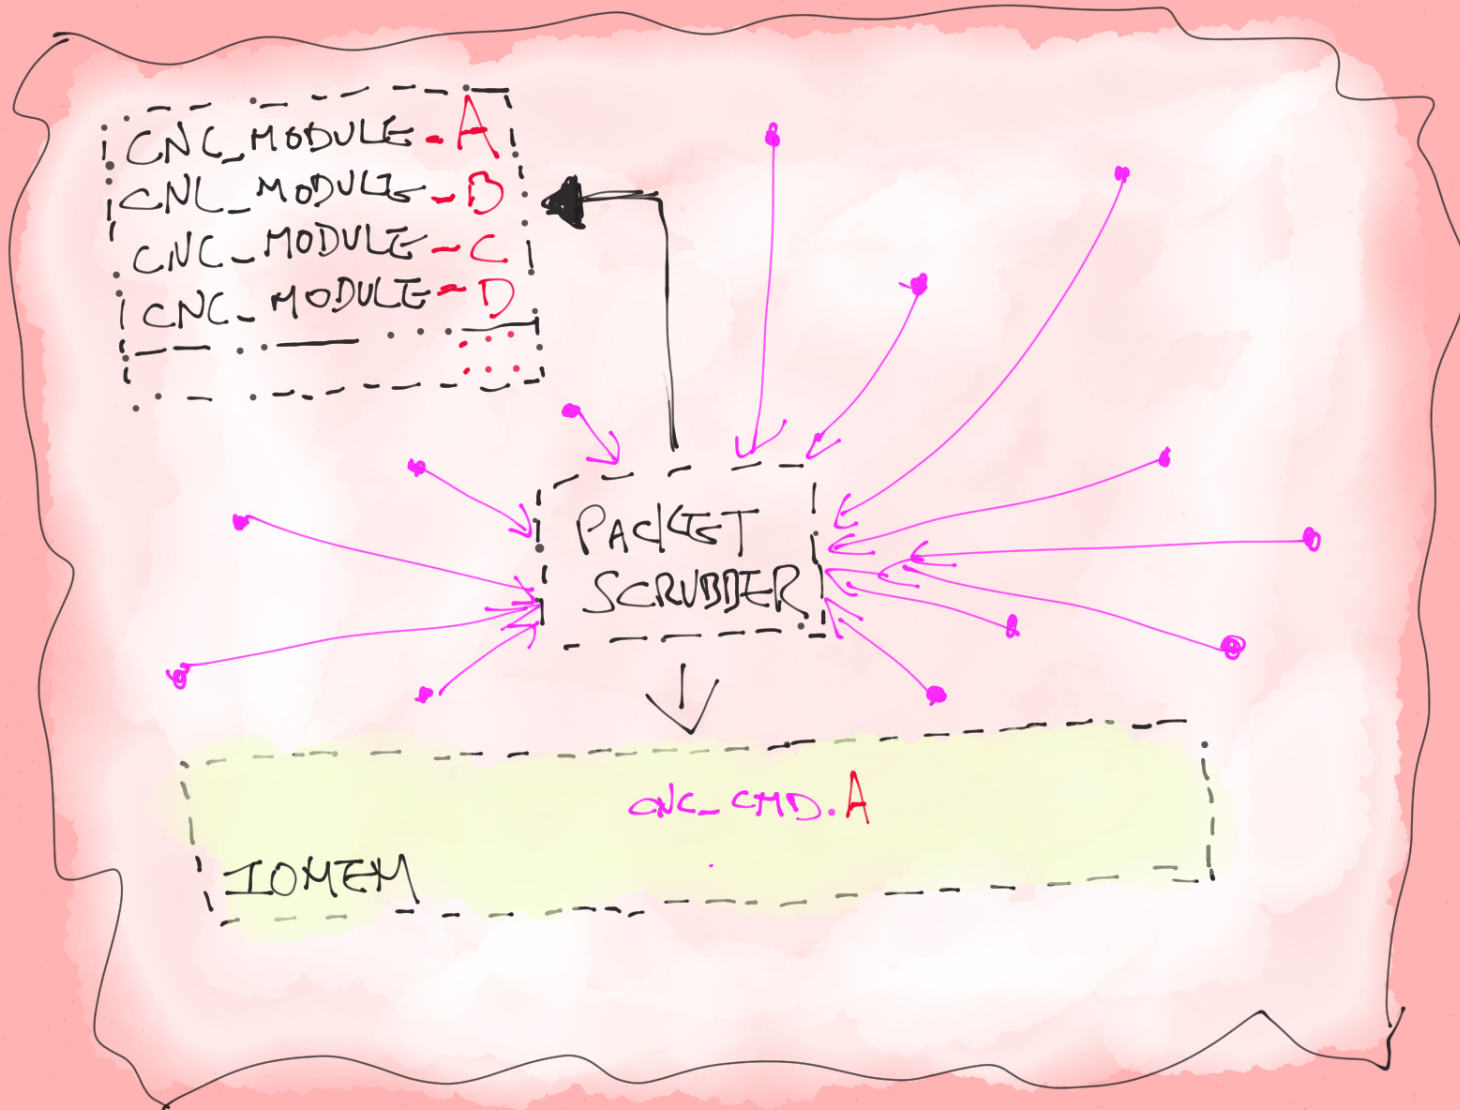 CNC_MODULE-A
CNC_MODULE-B
CNC_MODULE-C
CNC_MODULE-D
PACKET
SCRUBBER
CNC_CMD.A
IOMEM